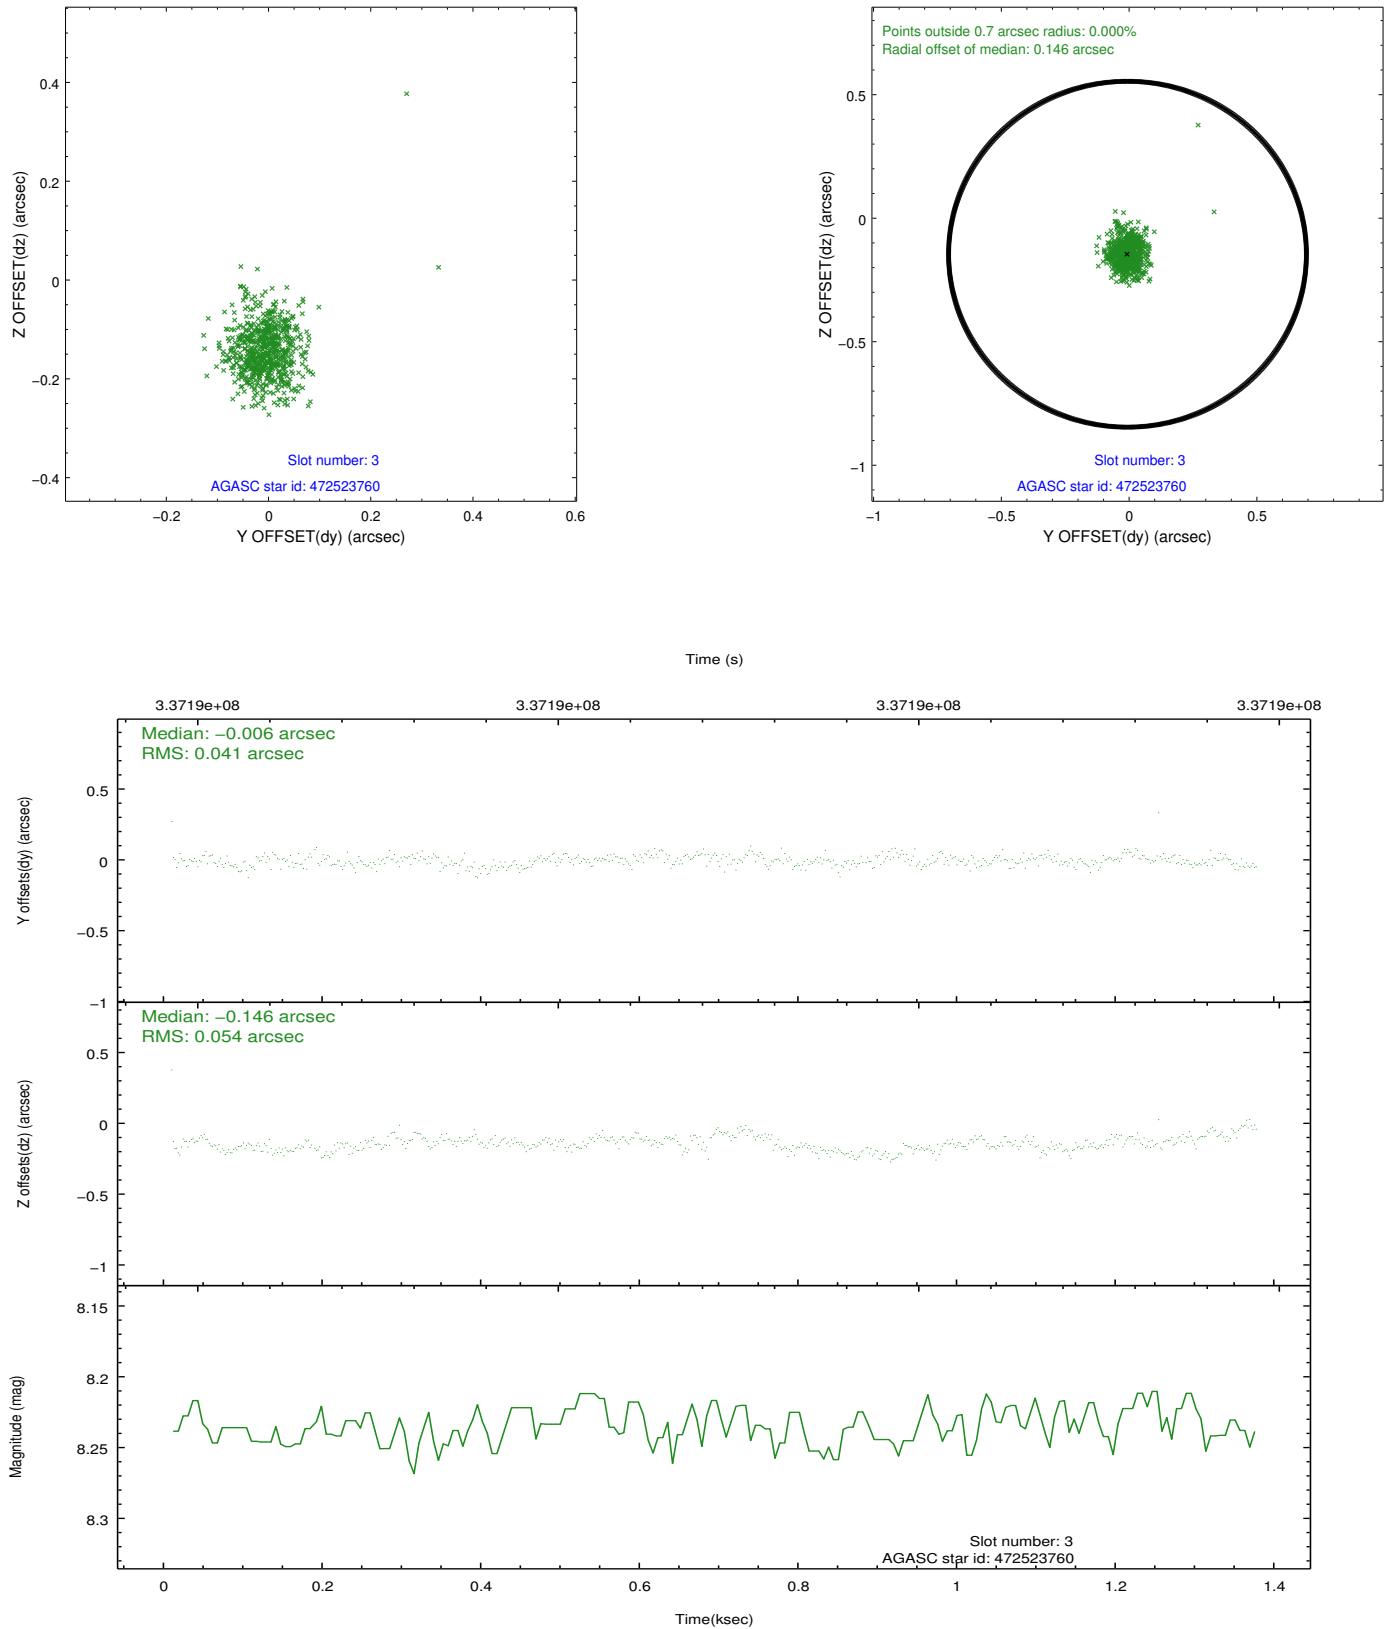 0.4
0.2
0
−0.2
−0.4
Z OFFSET(dz) (arcsec)
Slot number: 3
AGASC star id: 472523760
−0.2
0
0.2
0.4
0.6
Y OFFSET(dy) (arcsec)
Points outside 0.7 arcsec radius: 0.000%
Radial offset of median: 0.146 arcsec
0.5
0
−0.5
−1
Z OFFSET(dz) (arcsec)
Slot number: 3
AGASC star id: 472523760
−1
−0.5
0
0.5
Y OFFSET(dy) (arcsec)
Time (s)
3.3719e+08
3.3719e+08
3.3719e+08
3.3719e+08
Median: −0.006 arcsec
RMS: 0.041 arcsec
0.5
0
−0.5
−1
Y offsets(dy) (arcsec)
Median: −0.146 arcsec
RMS: 0.054 arcsec
0.5
0
−0.5
−1
Z offsets(dz) (arcsec)
8.15
8.2
8.25
8.3
Magnitude (mag)
Slot number: 3
AGASC star id: 472523760
0
0.2
0.4
0.6
0.8
1
1.2
1.4
Time(ksec)